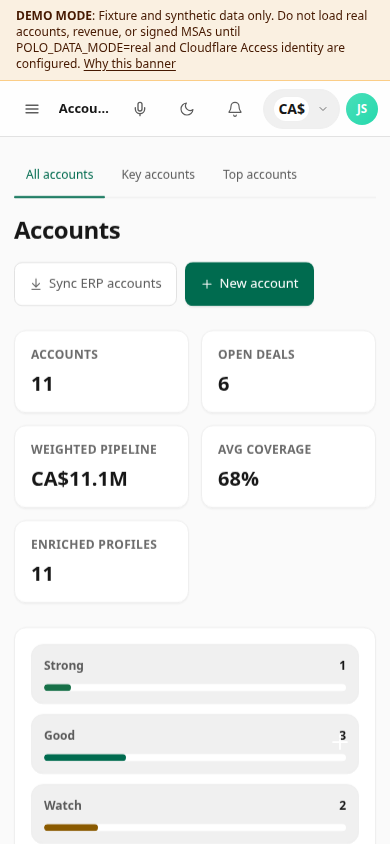 DEMO MODE: Fixture and synthetic data only. Do not load real
accounts, revenue, or signed MSAs until
POLO_DATA_MODE=real and Cloudflare Access identity are
configured. Why this banner
Accou...
CA$
JS
All accounts
Key accounts
Top accounts
Accounts
Sync ERP accounts
New account
ACCOUNTS
11
OPEN DEALS
6
WEIGHTED PIPELINE
CA$11.1M
AVG COVERAGE
68%
ENRICHED PROFILES
11
Strong
1
Good
3
Watch
2